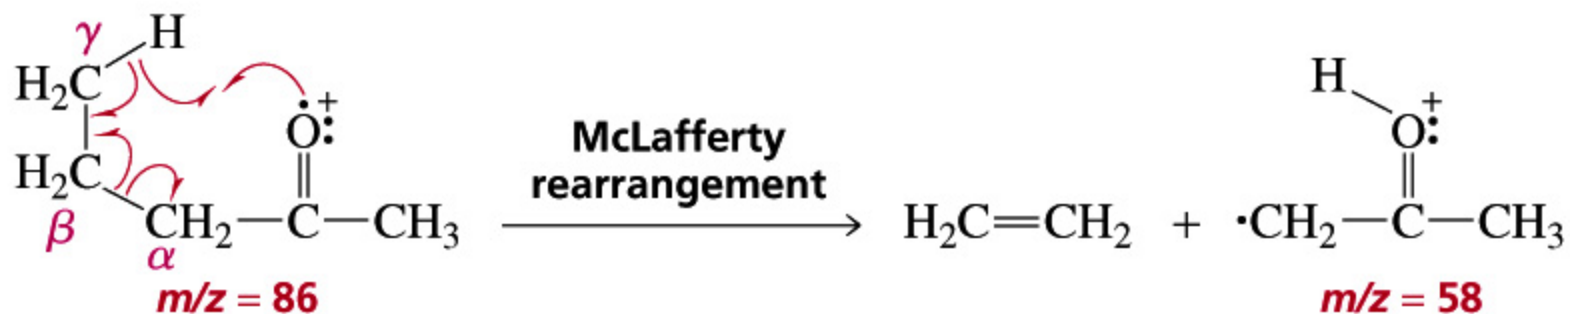 γ H
H₂C
·+
O:
H₂C
β
CH₂—C—CH₃
α
m/z = 86
McLafferty
rearrangement
H₂C=CH₂ + ·CH₂—C—CH₃
H
+
O:
m/z = 58